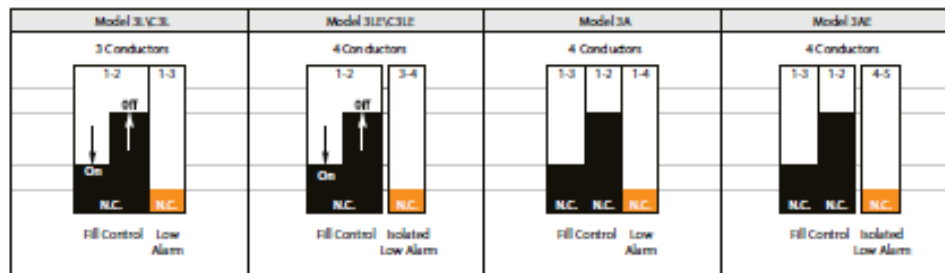 Model 3L\C3L
3 Conductors
1-2 1-3
Off
On
N.C. N.C.
Fill Control Low
Alarm
Model 3LE\C3LE
4 Conductors
1-2 3-4
Off
On
N.C. N.C.
Fill Control Isolated
Low Alarm
Model 3A
4 Conductors
1-3 1-2 1-4
N.C. N.C. N.C.
Fill Control Low
Alarm
Model 3AE
4 Conductors
1-3 1-2 4-5
N.C. N.C. N.C.
Fill Control Isolated
Low Alarm